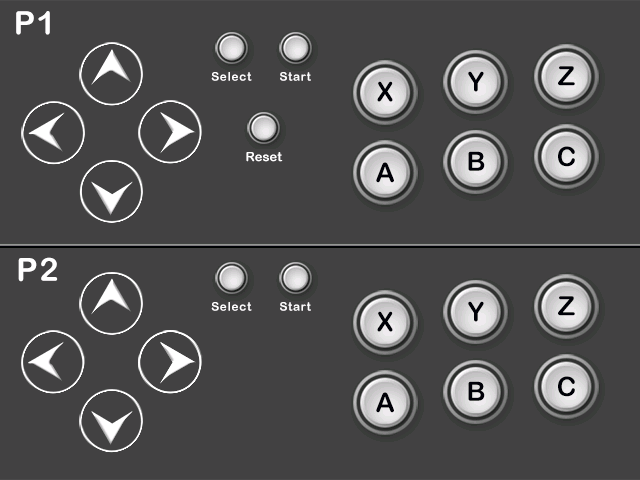 P1
Select Start
Reset
X Y Z
A B C
P2
Select Start
X Y Z
A B C